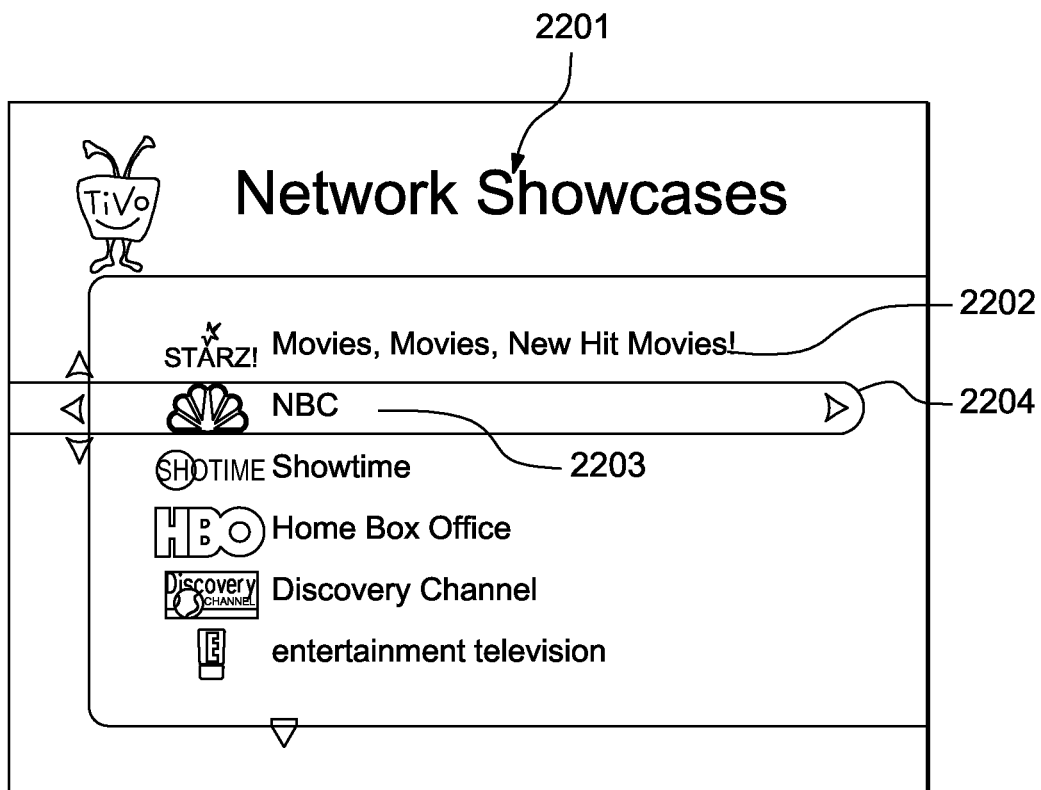 2201
TiVo
Network Showcases
2202
STARZ! Movies, Movies, New Hit Movies!
NBC
2204
SHOTIME Showtime
2203
HBO Home Box Office
Discovery CHANNEL Discovery Channel
E entertainment television